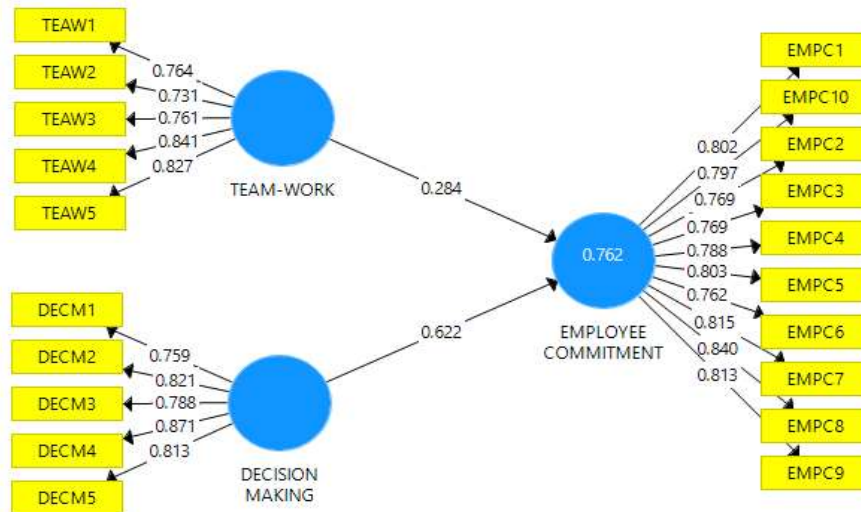 TEAW1
TEAW2
TEAW3
TEAW4
TEAW5
0.764
0.731
0.761
0.841
0.827
TEAM-WORK
0.284
DECM1
DECM2
DECM3
DECM4
DECM5
0.759
0.821
0.788
0.871
0.813
DECISION
MAKING
0.622
0.762
EMPLOYEE
COMMITMENT
0.802
0.797
0.769
0.769
0.788
0.803
0.762
0.815
0.840
0.813
EMPC1
EMPC10
EMPC2
EMPC3
EMPC4
EMPC5
EMPC6
EMPC7
EMPC8
EMPC9